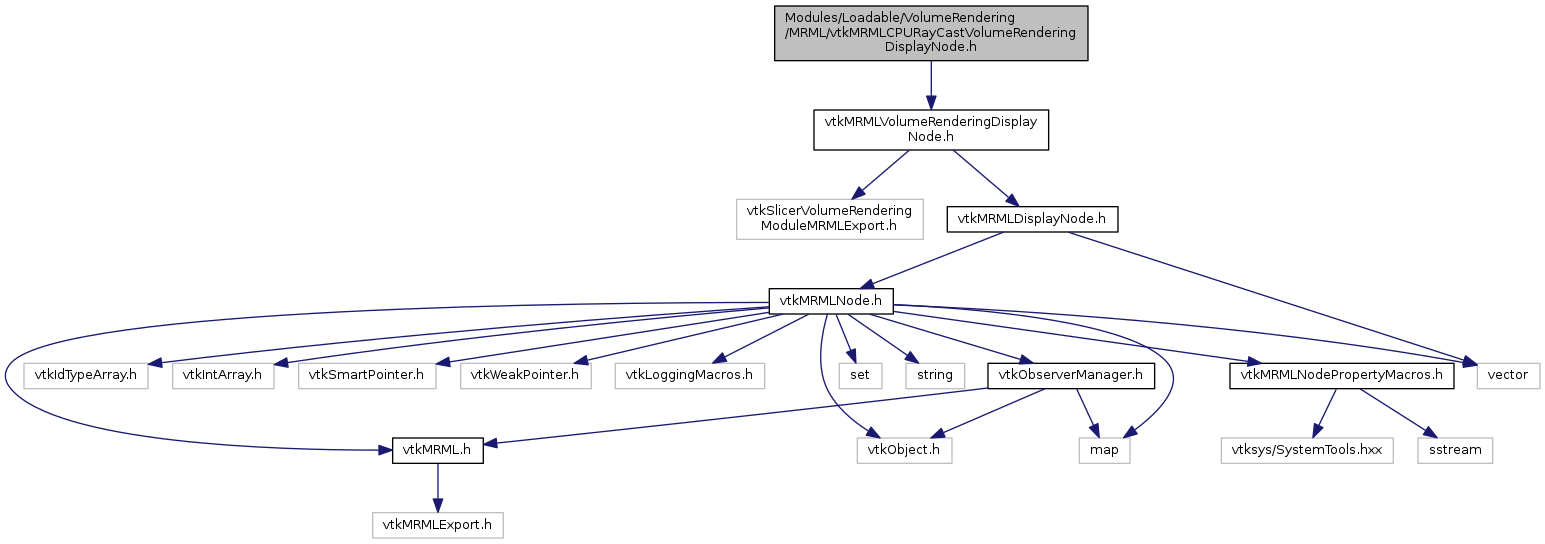 Modules/Loadable/VolumeRendering
/MRML/vtkMRMLCPURayCastVolumeRendering
DisplayNode.h
vtkMRMLVolumeRenderingDisplay
Node.h
vtkSlicerVolumeRendering
ModuleMRMLExport.h
vtkMRMLDisplayNode.h
vtkMRMLNode.h
vtkIdTypeArray.h
vtkIntArray.h
vtkSmartPointer.h
vtkWeakPointer.h
vtkLoggingMacros.h
set
string
vtkObserverManager.h
vtkMRMLNodePropertyMacros.h
vector
vtkMRML.h
vtkObject.h
map
vtksys/SystemTools.hxx
sstream
vtkMRMLExport.h